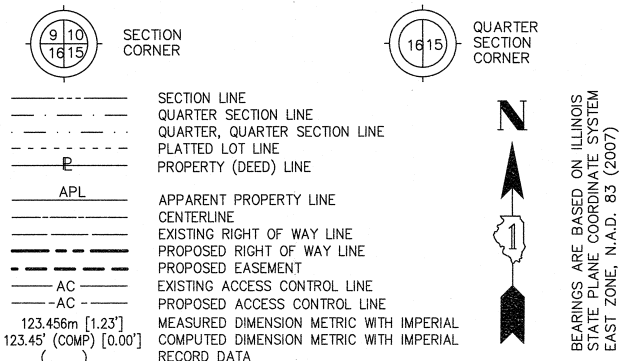 9 10
16 15
SECTION
CORNER
16 15
QUARTER
SECTION
CORNER
SECTION LINE
QUARTER SECTION LINE
QUARTER, QUARTER SECTION LINE
PLATTED LOT LINE
PL PROPERTY (DEED) LINE
APL APPARENT PROPERTY LINE
CENTERLINE
EXISTING RIGHT OF WAY LINE
PROPOSED RIGHT OF WAY LINE
PROPOSED EASEMENT
AC EXISTING ACCESS CONTROL LINE
AC PROPOSED ACCESS CONTROL LINE
123.456m [1.23'] MEASURED DIMENSION METRIC WITH IMPERIAL
123.45' (COMP) [0.00'] COMPUTED DIMENSION METRIC WITH IMPERIAL
( ) RECORD DATA
N
1
BEARINGS ARE BASED ON ILLINOIS
STATE PLANE COORDINATE SYSTEM
EAST ZONE, N.A.D. 83 (2007)